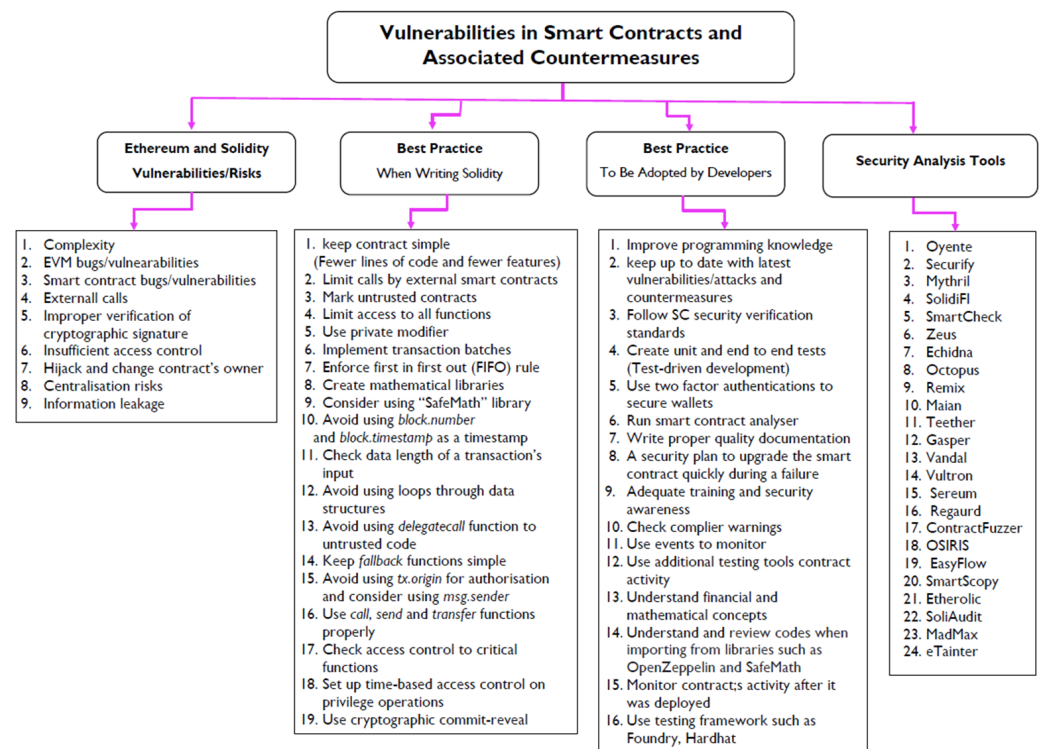 Vulnerabilities in Smart Contracts and
Associated Countermeasures
Ethereum and Solidity
Vulnerabilities/Risks
Best Practice
When Writing Solidity
Best Practice
To Be Adopted by Developers
Security Analysis Tools
1. Complexity
2. EVM bugs/vulnearabilities
3. Smart contract bugs/vulnerabilities
4. Externall calls
5. Improper verification of
cryptographic signature
6. Insufficient access control
7. Hijack and change contract's owner
8. Centralisation risks
9. Information leakage
1. keep contract simple
(Fewer lines of code and fewer features)
2. Limit calls by external smart contracts
3. Mark untrusted contracts
4. Limit access to all functions
5. Use private modifier
6. Implement transaction batches
7. Enforce first in first out (FIFO) rule
8. Create mathematical libraries
9. Consider using “SafeMath” library
10. Avoid using block.number
and block.timestamp as a timestamp
11. Check data length of a transaction's
input
12. Avoid using loops through data
structures
13. Avoid using delegatecall function to
untrusted code
14. Keep fallback functions simple
15. Avoid using tx.origin for authorisation
and consider using msg.sender
16. Use call, send and transfer functions
properly
17. Check access control to critical
functions
18. Set up time-based access control on
privilege operations
19. Use cryptographic commit-reveal
1. Improve programming knowledge
2. keep up to date with latest
vulnerabilities/attacks and
countermeasures
3. Follow SC security verification
standards
4. Create unit and end to end tests
(Test-driven development)
5. Use two factor authentications to
secure wallets
6. Run smart contract analyser
7. Write proper quality documentation
8. A security plan to upgrade the smart
contract quickly during a failure
9. Adequate training and security
awareness
10. Check complier warnings
11. Use events to monitor
12. Use additional testing tools contract
activity
13. Understand financial and
mathematical concepts
14. Understand and review codes when
importing from libraries such as
OpenZeppelin and SafeMath
15. Monitor contract;s activity after it
was deployed
16. Use testing framework such as
Foundry, Hardhat
1. Oyente
2. Securify
3. Mythril
4. SolidiFI
5. SmartCheck
6. Zeus
7. Echidna
8. Octopus
9. Remix
10. Maian
11. Teether
12. Gasper
13. Vandal
14. Vultron
15. Sereum
16. Regaurd
17. ContractFuzzer
18. OSIRIS
19. EasyFlow
20. SmartScopy
21. Etherolic
22. SoliAudit
23. MadMax
24. eTainter